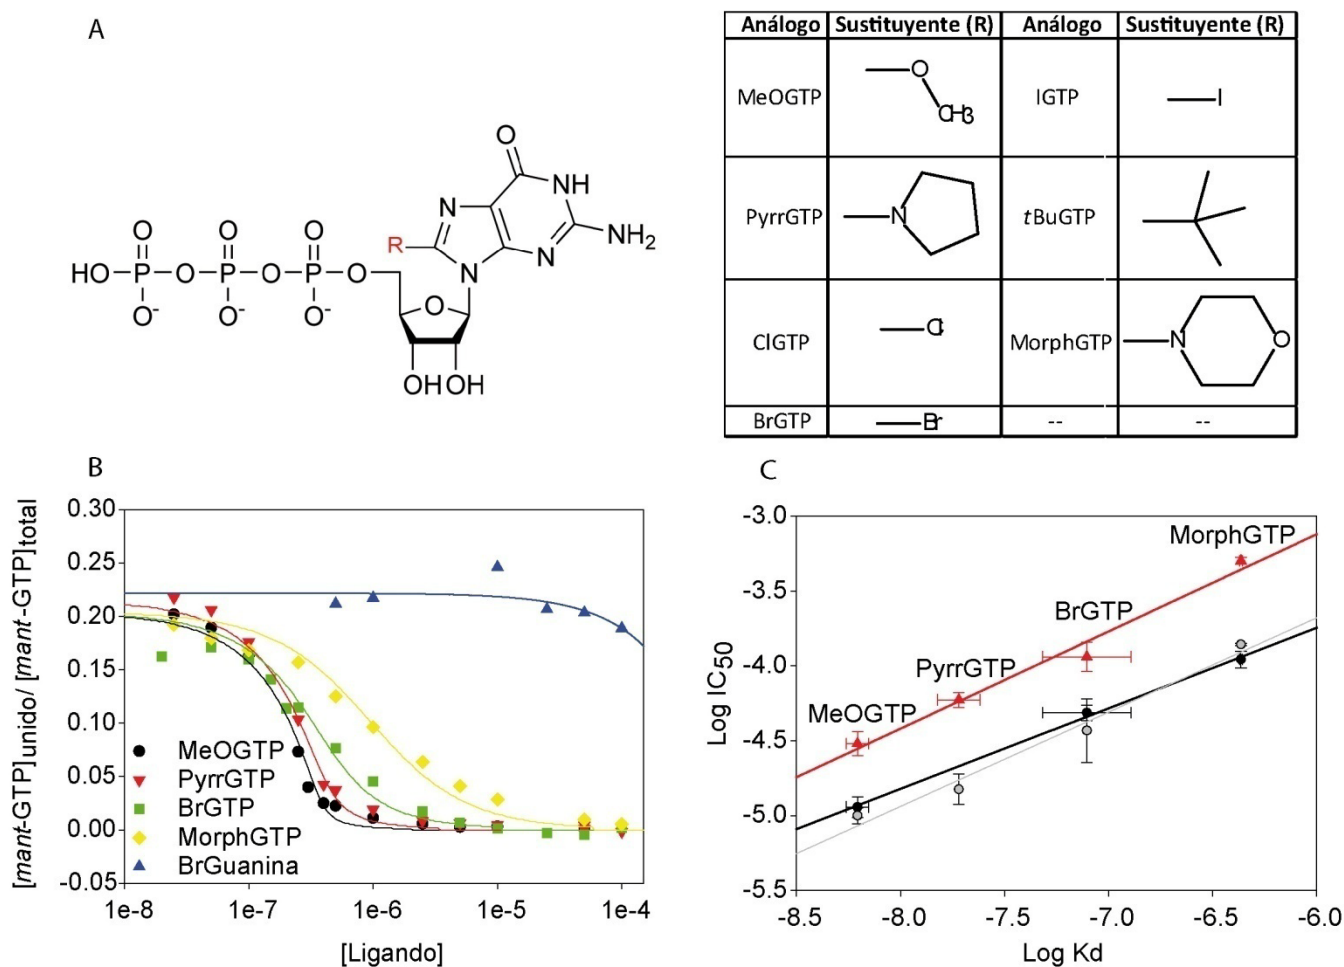 A
O
N
NH
R
N
N
NH2
O O O
HO P O P O P O
O- O- O-
O
OH OH
Análogo Sustituyente (R) Análogo Sustituyente (R)
MeOGTP O CH3 IGTP I
PyrrGTP N tBuGTP
ClGTP Cl MorphGTP N O
BrGTP Br -- --
B
[mant-GTP]unido/ [mant-GTP]total
0.30
0.25
0.20
0.15
0.10
0.05
0.00
-0.05
MeOGTP
PyrrGTP
BrGTP
MorphGTP
BrGuanina
1e-8 1e-7 1e-6 1e-5 1e-4
[Ligando]
C
Log IC50
-3.0
-3.5
-4.0
-4.5
-5.0
-5.5
MorphGTP
BrGTP
PyrrGTP
MeOGTP
-8.5 -8.0 -7.5 -7.0 -6.5 -6.0
Log Kd